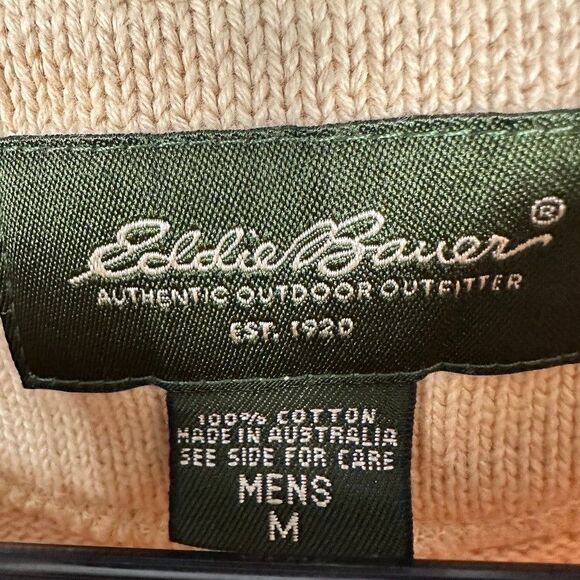 Eddie Bauer®
AUTHENTIC OUTDOOR OUTFITTER
EST. 1920
100% COTTON
MADE IN AUSTRALIA
SEE SIDE FOR CARE
MENS
M